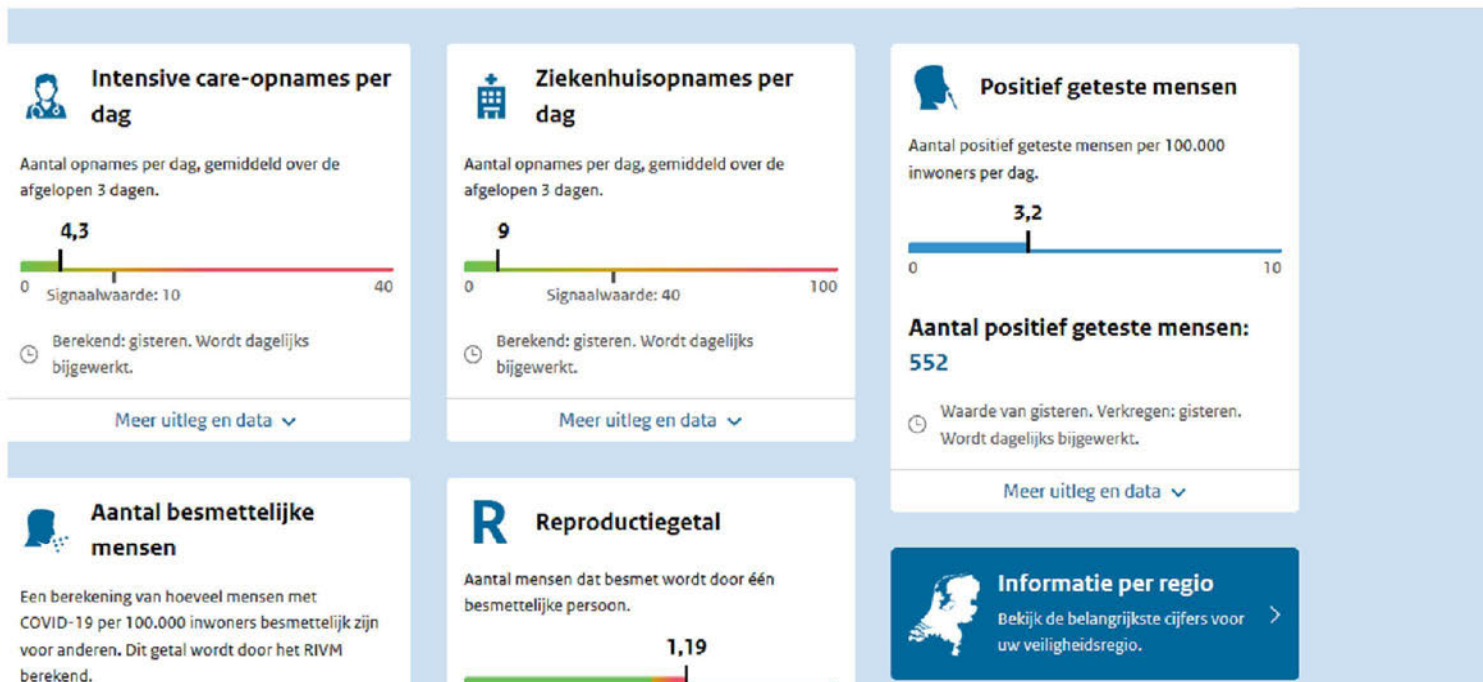 Intensive care-opnames per
dag
Aantal opnames per dag, gemiddeld over de
afgelopen 3 dagen.
4,3
0
Signaalwaarde: 10
40
Berekend: gisteren. Wordt dagelijks
bijgewerkt.
Meer uitleg en data
Ziekenhuisopnames per
dag
Aantal opnames per dag, gemiddeld over de
afgelopen 3 dagen.
9
0
Signaalwaarde: 40
100
Berekend: gisteren. Wordt dagelijks
bijgewerkt.
Meer uitleg en data
Positief geteste mensen
Aantal positief geteste mensen per 100.000
inwoners per dag.
3,2
0
10
Aantal positief geteste mensen:
552
Waarde van gisteren. Verkregen: gisteren.
Wordt dagelijks bijgewerkt.
Meer uitleg en data
Aantal besmettelijke
mensen
Een berekening van hoeveel mensen met
COVID-19 per 100.000 inwoners besmettelijk zijn
voor anderen. Dit getal wordt door het RIVM
berekend.
R
Reproductiegetal
Aantal mensen dat besmet wordt door één
besmettelijke persoon.
1,19
Informatie per regio
Bekijk de belangrijkste cijfers voor
uw veiligheidsregio.